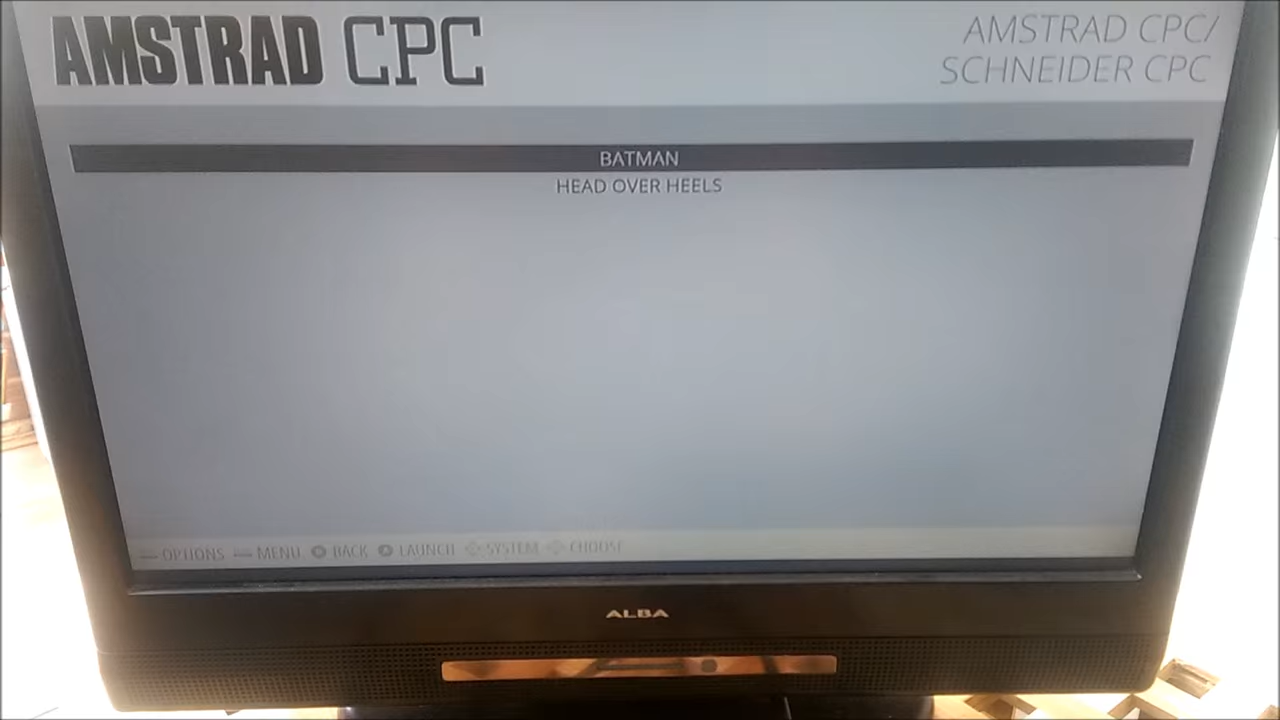 AMSTRAD CPC
AMSTRAD CPC/
SCHNEIDER CPC
BATMAN
HEAD OVER HEELS
OPTIONS MENU BACK LAUNCH SYSTEM CHOOSE
ALBA